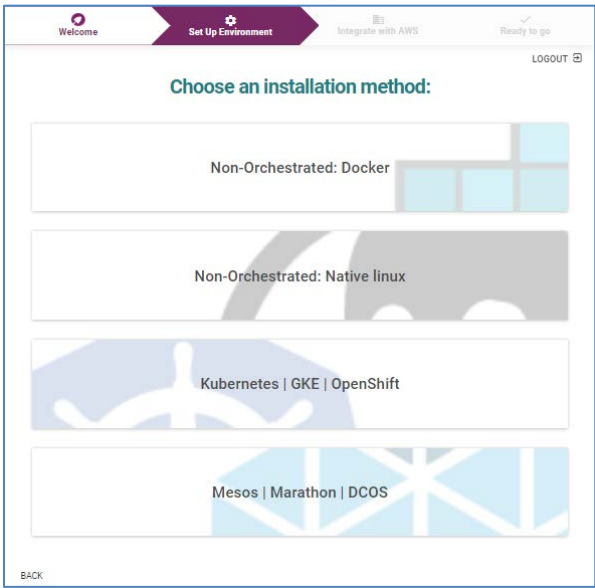 Welcome
Set Up Environment
Integrate with AWS
Ready to go
LOGOUT
Choose an installation method:
Non-Orchestrated: Docker
Non-Orchestrated: Native linux
Kubernetes | GKE | OpenShift
Mesos | Marathon | DCOS
BACK